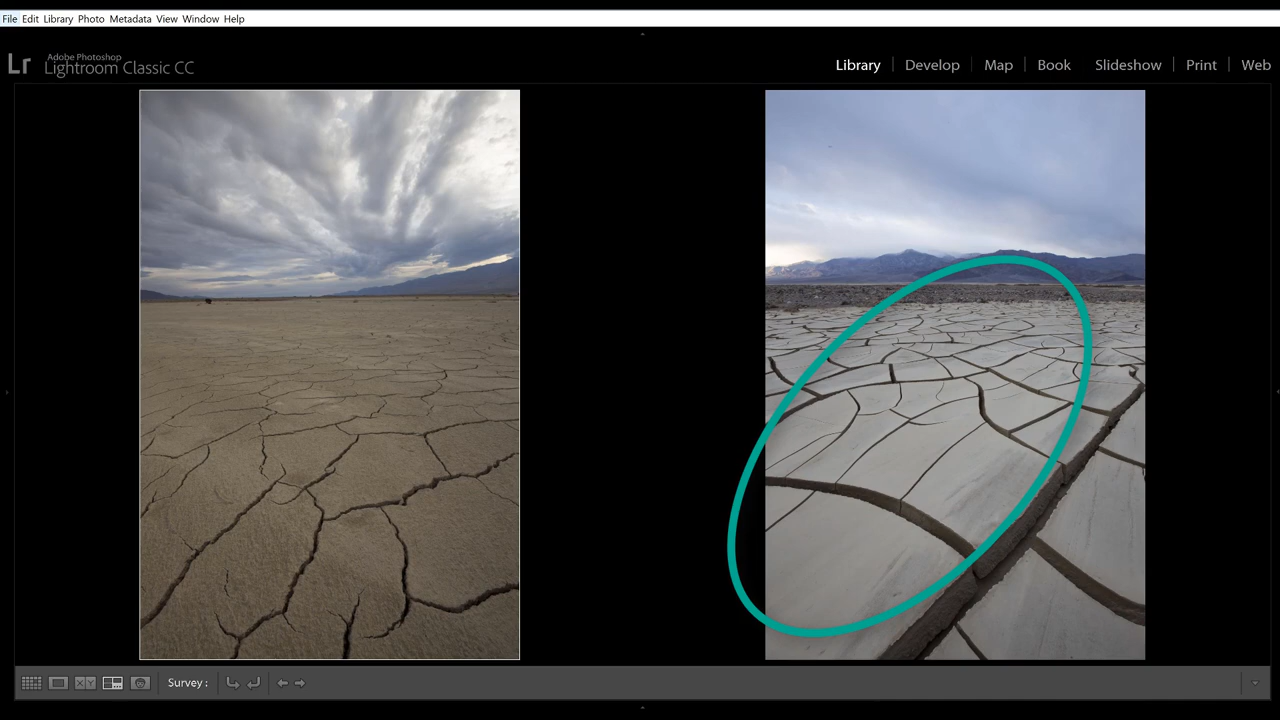 File Edit Library Photo Metadata View Window Help
Lr Adobe Photoshop
Lightroom Classic CC
Library Develop Map Book Slideshow Print Web
XY Survey :